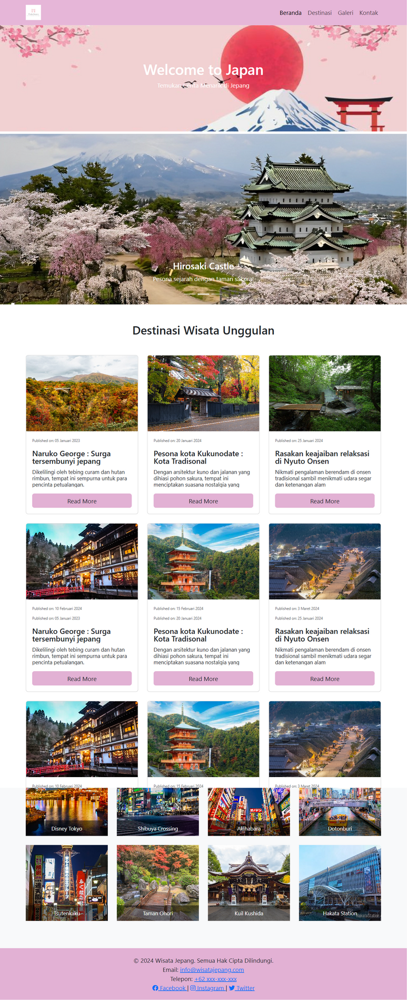 Beranda Destinasi Galeri Kontak
Welcome to Japan
Temukan Cerita Menarik di Jepang
Hirosaki Castle
Pesona sejarah dengan taman sakura!
Destinasi Wisata Unggulan
Published on: 05 Januari 2023
Naruko George : Surga
tersembunyi jepang
Dikelilingi oleh tebing curam dan hutan
rimbun, tempat ini sempurna untuk para
pencinta petualangan.
Read More
Published on: 20 Januari 2024
Pesona kota Kukunodate :
Kota Tradisonal
Dengan arsitektur kuno dan jalanan yang
dihiasi pohon sakura, tempat ini
menciptakan suasana nostalgia yang
Read More
Published on: 25 Januari 2024
Rasakan keajaiban relaksasi
di Nyuto Onsen
Nikmati pengalaman berendam di onsen
tradisional sambil menikmati udara segar
dan ketenangan alam
Read More
Published on: 10 Februari 2024
Published on: 05 Januari 2023
Naruko George : Surga
tersembunyi jepang
Dikelilingi oleh tebing curam dan hutan
rimbun, tempat ini sempurna untuk para
pencinta petualangan.
Read More
Published on: 15 Februari 2024
Published on: 20 Januari 2024
Pesona kota Kukunodate :
Kota Tradisonal
Dengan arsitektur kuno dan jalanan yang
dihiasi pohon sakura, tempat ini
menciptakan suasana nostalgia yang
Read More
Published on: 3 Maret 2024
Published on: 25 Januari 2024
Rasakan keajaiban relaksasi
di Nyuto Onsen
Nikmati pengalaman berendam di onsen
tradisional sambil menikmati udara segar
dan ketenangan alam
Read More
Published on: 10 Februari 2024
Published on: 15 Februari 2024
Published on: 3 Maret 2024
Disney Tokyo
Shibuya Crossing
Akihabara
Dotonburi
Tsutenkaku
Taman Ohori
Kuil Kushida
Hakata Station
HakataStation
© 2024 Wisata Jepang. Semua Hak Cipta Dilindungi.
Email: info@wisatajepang.com
Telepon: +62 xxx-xxx-xxx
Facebook | Instagram | Twitter